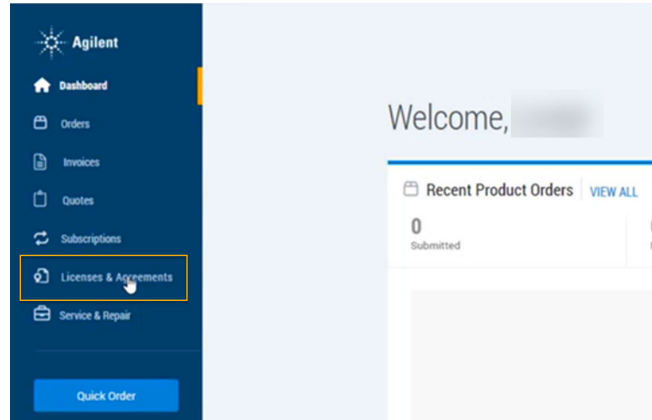 Agilent
Dashboard
Orders
Invoices
Quotes
Subscriptions
Licenses & Agreements
Service & Repair
Quick Order
Welcome,
Recent Product Orders VIEW ALL
0
Submitted